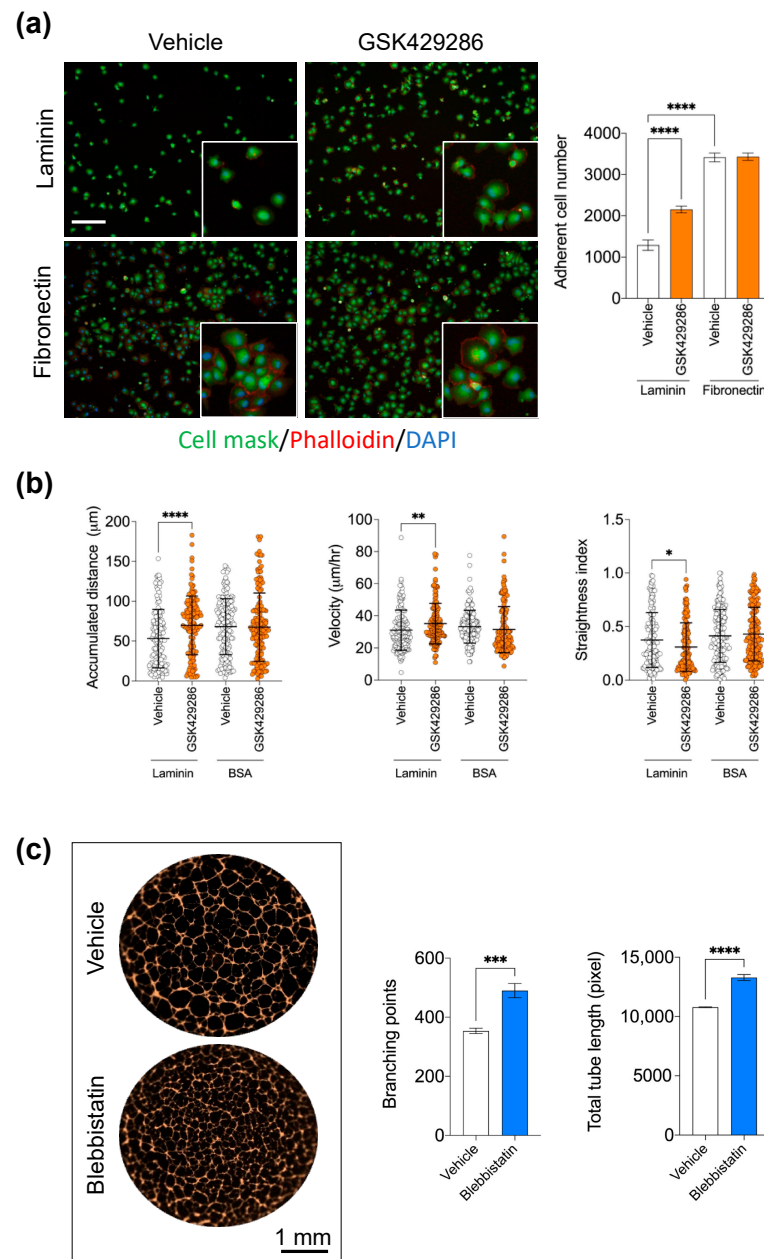 (a)
Vehicle
GSK429286
Laminin
Fibronectin
Cell mask/Phalloidin/DAPI
Adherent cell number
4000
3000
2000
1000
0
****
****
Vehicle
GSK429286
Vehicle
GSK429286
Laminin
Fibronectin
(b)
Accumulated distance (μm)
200
150
100
50
0
****
Vehicle
GSK429286
Vehicle
GSK429286
Laminin
BSA
Velocity (μm/hr)
100
80
60
40
20
0
**
Vehicle
GSK429286
Vehicle
GSK429286
Laminin
BSA
Straightness index
1.5
1.0
0.5
0.0
*
Vehicle
GSK429286
Vehicle
GSK429286
Laminin
BSA
(c)
Vehicle
Blebbistatin
1 mm
Branching points
600
400
200
0
***
Vehicle
Blebbistatin
Total tube length (pixel)
15,000
10,000
5000
0
****
Vehicle
Blebbistatin